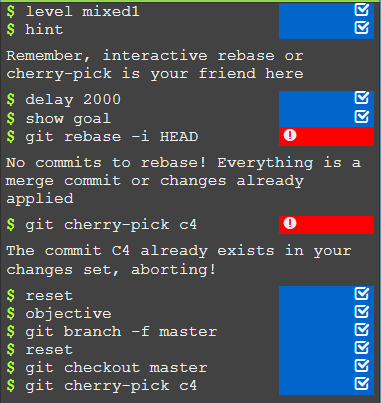 $ level mixed1
$ hint
Remember, interactive rebase or
cherry-pick is your friend here
$ delay 2000
$ show goal
$ git rebase -i HEAD
No commits to rebase! Everything is a
merge commit or changes already
applied
$ git cherry-pick c4
The commit C4 already exists in your
changes set, aborting!
$ reset
$ objective
$ git branch -f master
$ reset
$ git checkout master
$ git cherry-pick c4